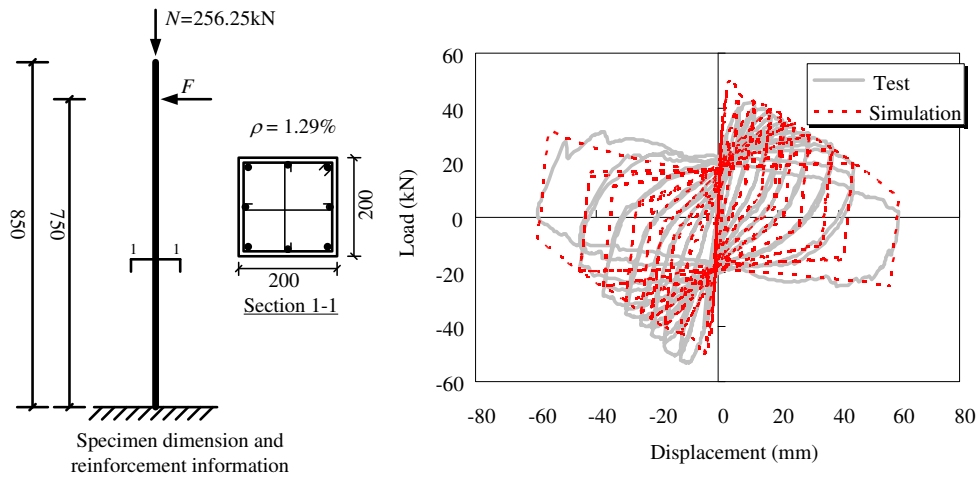 N=256.25kN
F
ρ = 1.29%
850
750
1 1
200
200
Section 1-1
Specimen dimension and
reinforcement information
Test
Simulation
Load (kN)
60
40
20
0
-20
-40
-60
-80 -60 -40 -20 0 20 40 60 80
Displacement (mm)